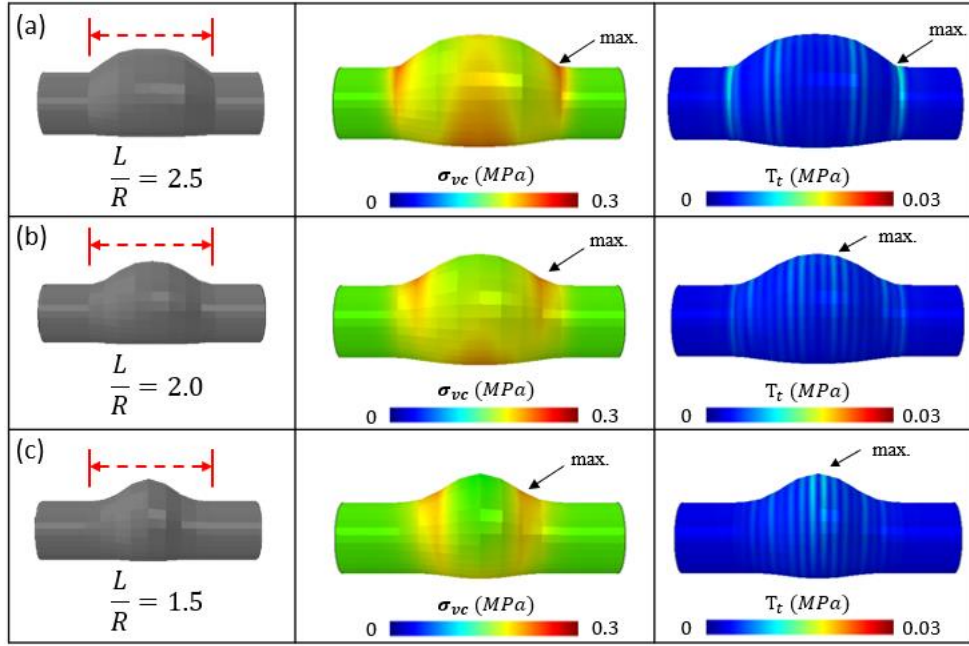 (a)
max.
max.
L
R
= 2.5
σvc (MPa)
0
0.3
Tt (MPa)
0
0.03
(b)
max.
max.
L
R
= 2.0
σvc (MPa)
0
0.3
Tt (MPa)
0
0.03
(c)
max.
max.
L
R
= 1.5
σvc (MPa)
0
0.3
Tt (MPa)
0
0.03